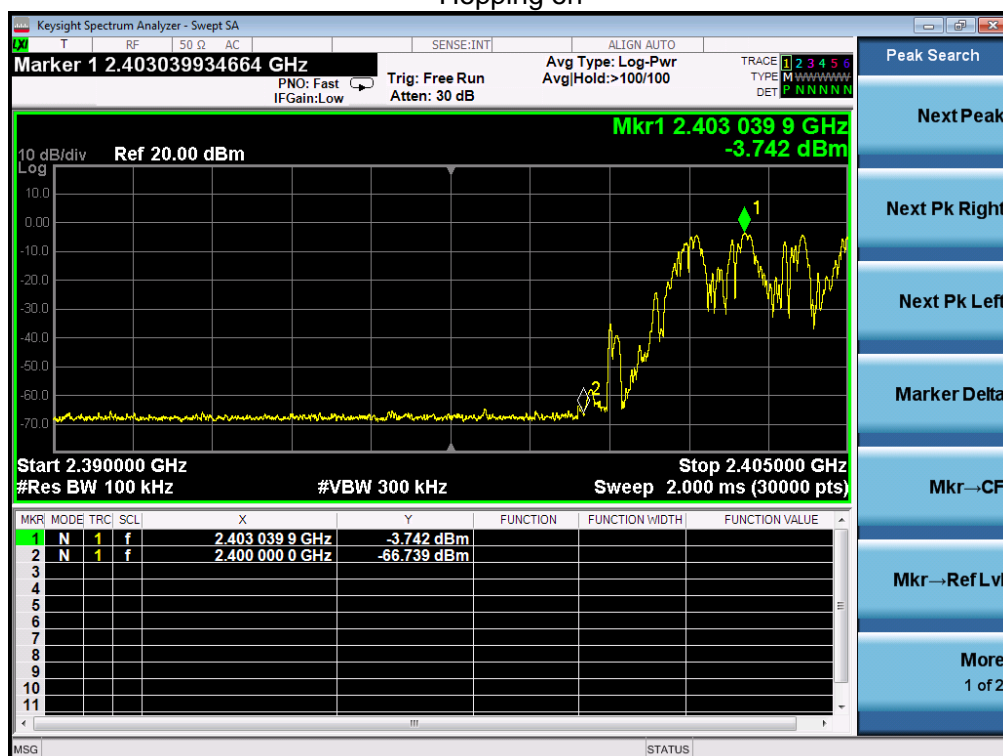 Hopping on
Keysight Spectrum Analyzer - Swept SA
LXI T RF 50 Ω AC SENSE:INT ALIGN AUTO
Marker 1 2.403039934664 GHz
PNO: Fast
IFGain:Low
Trig: Free Run
Atten: 30 dB
Avg Type: Log-Pwr
Avg|Hold:>100/100
TRACE 1 2 3 4 5 6
TYPE M WWWWW
DET P N N N N N
Mkr1 2.403 039 9 GHz
-3.742 dBm
10 dB/div Ref 20.00 dBm
Log
10.0
0.00
-10.0
-20.0
-30.0
-40.0
-50.0
-60.0
-70.0
1
2
Start 2.390000 GHz
Stop 2.405000 GHz
#Res BW 100 kHz
#VBW 300 kHz
Sweep 2.000 ms (30000 pts)
MKR MODE TRC SCL X Y FUNCTION FUNCTION WIDTH FUNCTION VALUE
1 N 1 f 2.403 039 9 GHz -3.742 dBm
2 N 1 f 2.400 000 0 GHz -66.739 dBm
3
4
5
6
7
8
9
10
11
MSG
STATUS
Peak Search
Next Peak
Next Pk Right
Next Pk Left
Marker Delta
Mkr→CF
Mkr→Ref Lvl
More
1 of 2